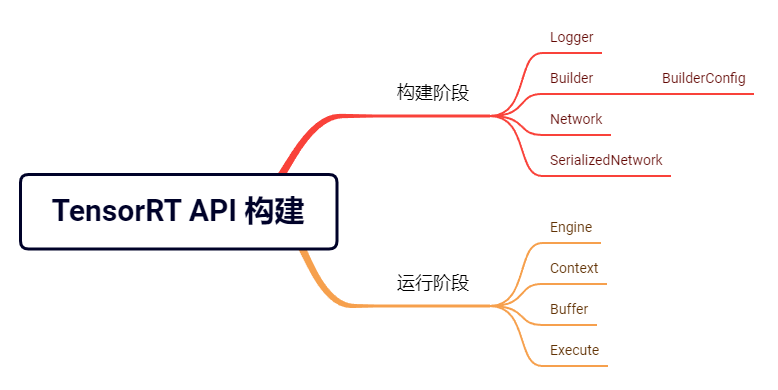 TensorRT API 构建
构建阶段
Logger
Builder
BuilderConfig
Network
SerializedNetwork
运行阶段
Engine
Context
Buffer
Execute